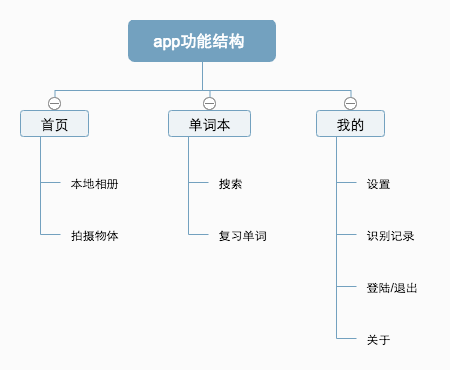 app功能结构
首页
单词本
我的
本地相册
搜索
设置
拍摄物体
复习单词
识别记录
登陆/退出
关于